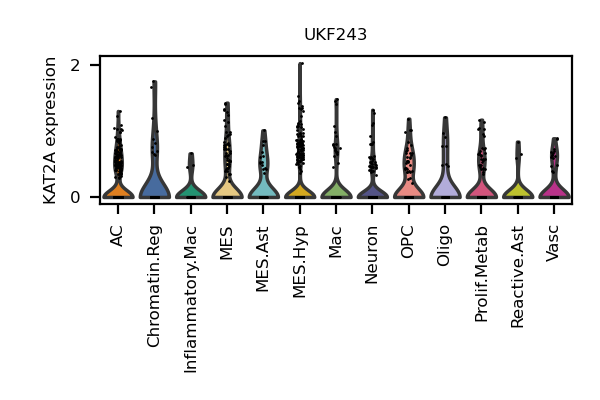 UKF243
KAT2A expression
2
0
AC
Chromatin.Reg
Inflammatory.Mac
MES
MES.Ast
MES.Hyp
Mac
Neuron
OPC
Oligo
Prolif.Metab
Reactive.Ast
Vasc